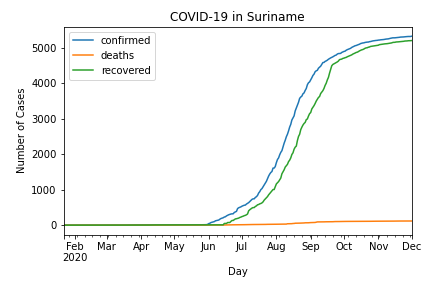 COVID-19 in Suriname
confirmed
deaths
recovered
Number of Cases
5000
4000
3000
2000
1000
0
Feb Mar Apr May Jun Jul Aug Sep Oct Nov Dec
2020
Day